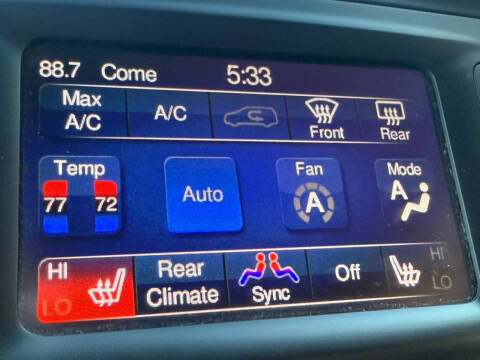 88.7 Come 5:33
Max A/C
A/C
Front
Rear
Temp
77 72
Auto
Fan
A
Mode
A
HI
LO
Rear Climate
Sync
Off
HI
LO